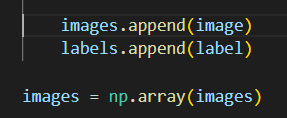 images.append(image)
labels.append(label)
images = np.array(images)